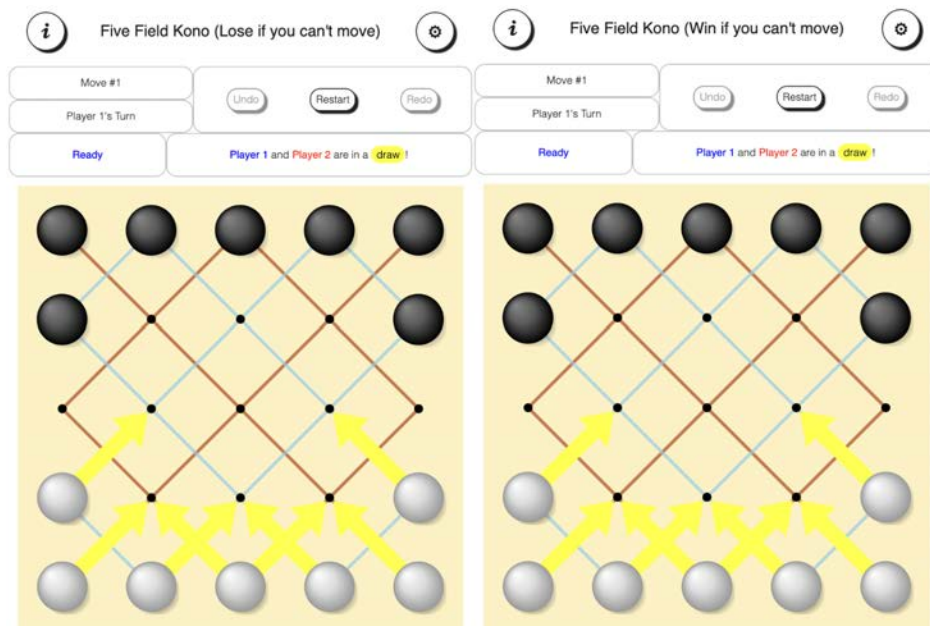 i Five Field Kono (Lose if you can't move)
Move #1
Player 1's Turn
Undo Restart Redo
Ready
Player 1 and Player 2 are in a draw !
i Five Field Kono (Win if you can't move)
Move #1
Player 1's Turn
Undo Restart Redo
Ready
Player 1 and Player 2 are in a draw !